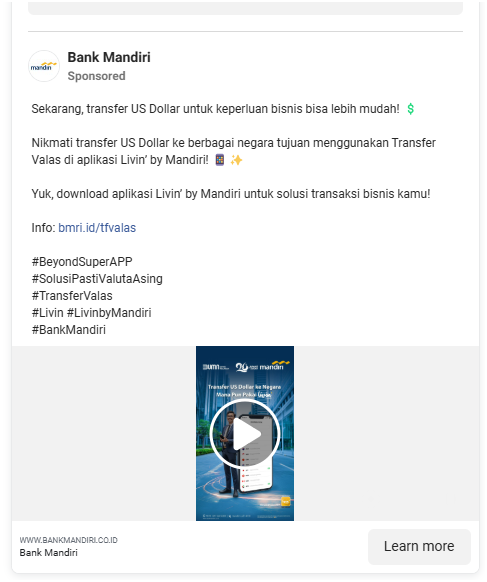 Bank Mandiri
Sponsored
mandiri
Sekarang, transfer US Dollar untuk keperluan bisnis bisa lebih mudah! 💲
Nikmati transfer US Dollar ke berbagai negara tujuan menggunakan Transfer
Valas di aplikasi Livin’ by Mandiri! 📱 ✨
Yuk, download aplikasi Livin’ by Mandiri untuk solusi transaksi bisnis kamu!
Info: bmri.id/tfvalas
#BeyondSuperAPP
#SolusiPastiValutaAsing
#TransferValas
#Livin #LivinbyMandiri
#BankMandiri
BUMN
mandiri
Transfer US Dollar ke Negara
Mana Pun Pakai
WWW.BANKMANDIRI.CO.ID
Bank Mandiri
Learn more